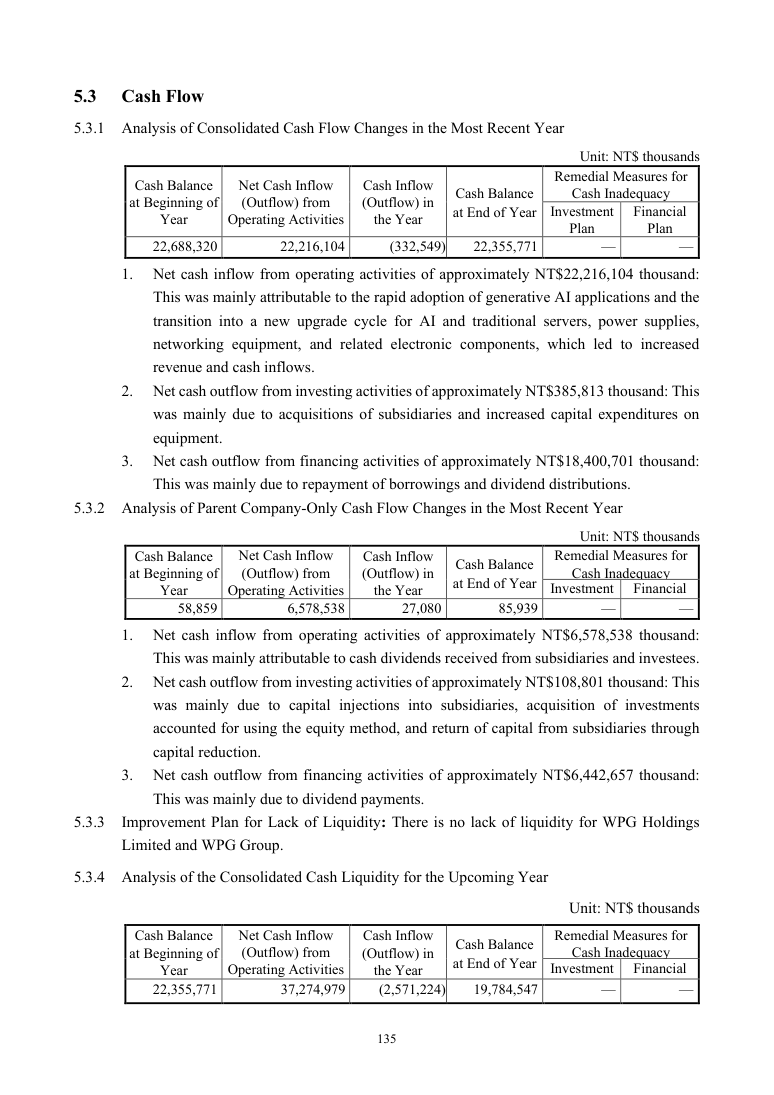 5.3 Cash Flow
5.3.1 Analysis of Consolidated Cash Flow Changes in the Most Recent Year
Unit: NT$ thousands
Cash Balance at Beginning of Year | Net Cash Inflow (Outflow) from Operating Activities | Cash Inflow (Outflow) in the Year | Cash Balance at End of Year | Remedial Measures for Cash Inadequacy
Investment Plan | Financial Plan
22,688,320 | 22,216,104 | (332,549) | 22,355,771 | — | —
1. Net cash inflow from operating activities of approximately NT$22,216,104 thousand:
This was mainly attributable to the rapid adoption of generative AI applications and the
transition into a new upgrade cycle for AI and traditional servers, power supplies,
networking equipment, and related electronic components, which led to increased
revenue and cash inflows.
2. Net cash outflow from investing activities of approximately NT$385,813 thousand: This
was mainly due to acquisitions of subsidiaries and increased capital expenditures on
equipment.
3. Net cash outflow from financing activities of approximately NT$18,400,701 thousand:
This was mainly due to repayment of borrowings and dividend distributions.
5.3.2 Analysis of Parent Company-Only Cash Flow Changes in the Most Recent Year
Unit: NT$ thousands
Cash Balance at Beginning of Year | Net Cash Inflow (Outflow) from Operating Activities | Cash Inflow (Outflow) in the Year | Cash Balance at End of Year | Remedial Measures for Cash Inadequacy
Investment | Financial
58,859 | 6,578,538 | 27,080 | 85,939 | — | —
1. Net cash inflow from operating activities of approximately NT$6,578,538 thousand:
This was mainly attributable to cash dividends received from subsidiaries and investees.
2. Net cash outflow from investing activities of approximately NT$108,801 thousand: This
was mainly due to capital injections into subsidiaries, acquisition of investments
accounted for using the equity method, and return of capital from subsidiaries through
capital reduction.
3. Net cash outflow from financing activities of approximately NT$6,442,657 thousand:
This was mainly due to dividend payments.
5.3.3 Improvement Plan for Lack of Liquidity: There is no lack of liquidity for WPG Holdings
Limited and WPG Group.
5.3.4 Analysis of the Consolidated Cash Liquidity for the Upcoming Year
Unit: NT$ thousands
Cash Balance at Beginning of Year | Net Cash Inflow (Outflow) from Operating Activities | Cash Inflow (Outflow) in the Year | Cash Balance at End of Year | Remedial Measures for Cash Inadequacy
Investment | Financial
22,355,771 | 37,274,979 | (2,571,224) | 19,784,547 | — | —
135